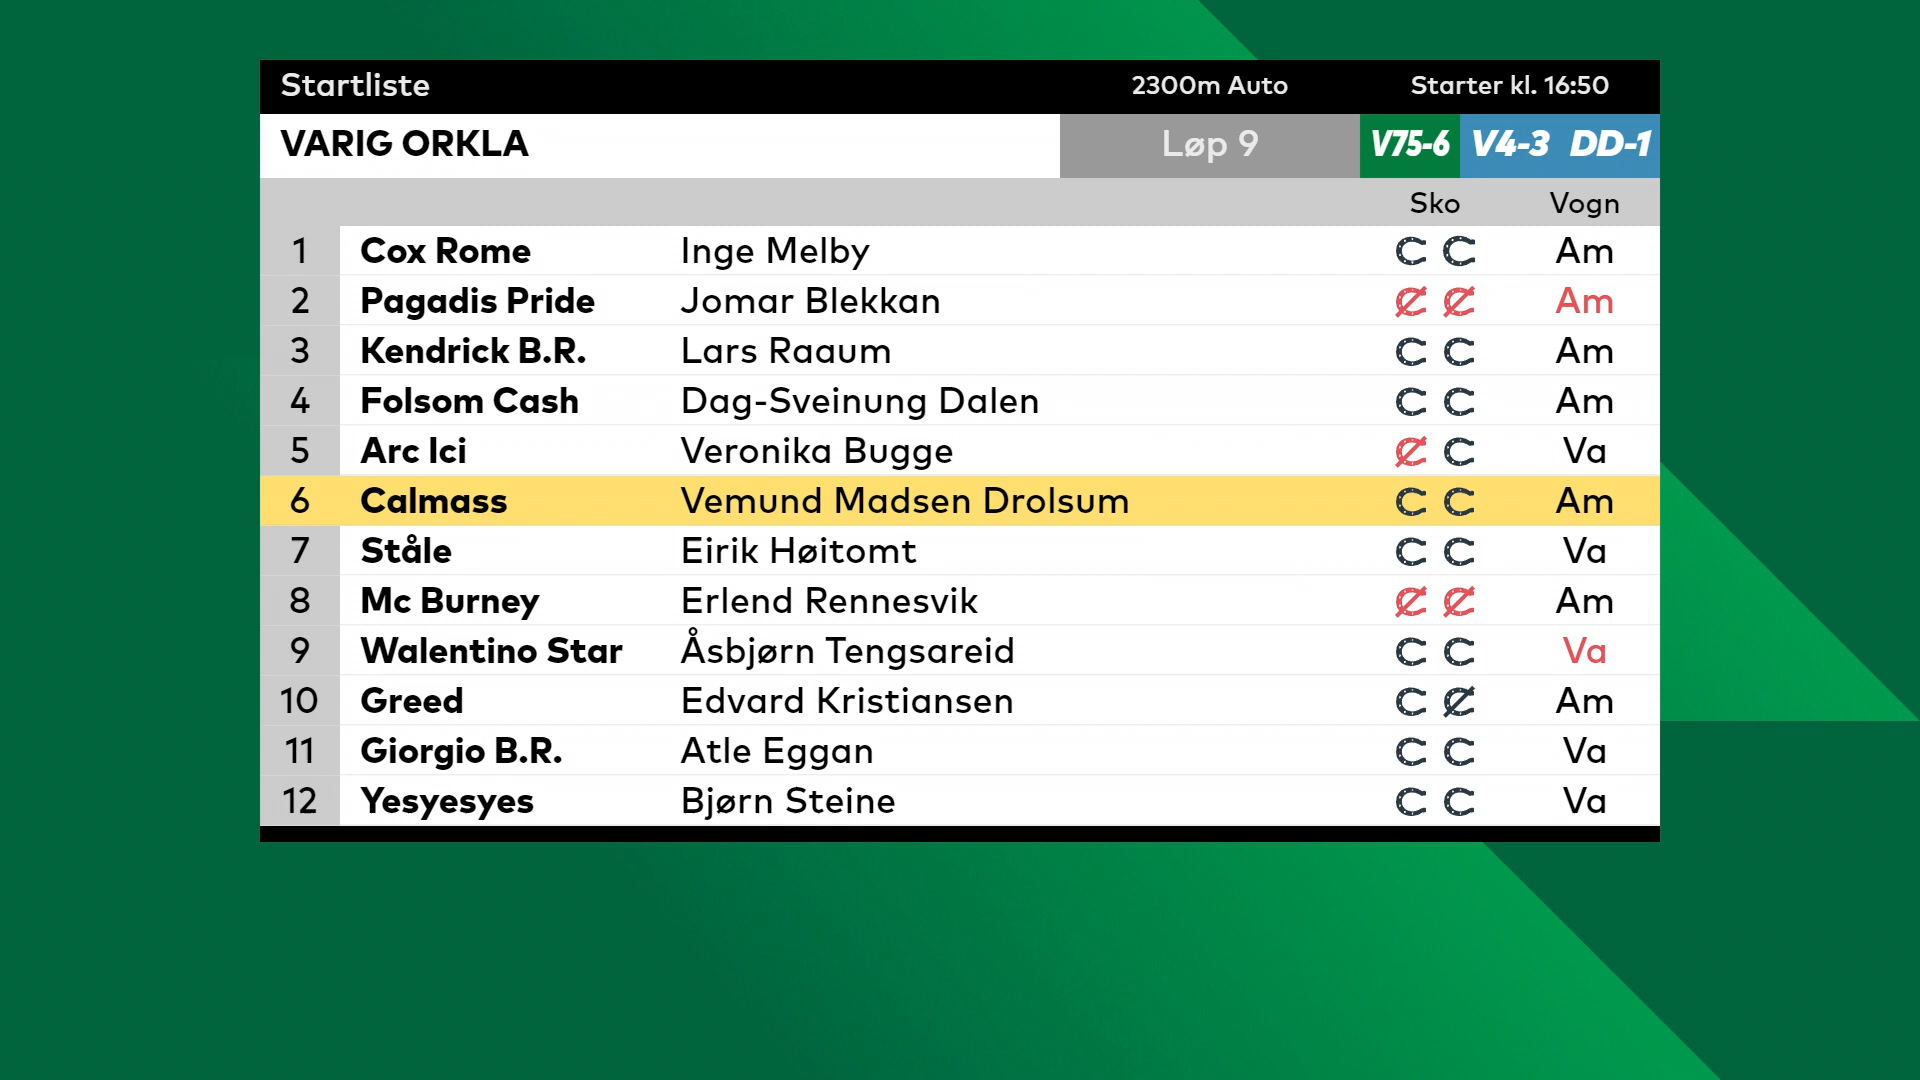 Startliste 2300m Auto Starter kl. 16:50
VARIG ORKLA Løp 9 V75-6 V4-3 DD-1
Sko Vogn
1 Cox Rome Inge Melby Am
2 Pagadis Pride Jomar Blekkan Am
3 Kendrick B.R. Lars Raaum Am
4 Folsom Cash Dag-Sveinung Dalen Am
5 Arc Ici Veronika Bugge Va
6 Calmass Vemund Madsen Drolsum Am
7 Ståle Eirik Høitomt Va
8 Mc Burney Erlend Rennesvik Am
9 Walentino Star Åsbjørn Tengsareid Va
10 Greed Edvard Kristiansen Am
11 Giorgio B.R. Atle Eggan Va
12 Yesyesyes Bjørn Steine Va